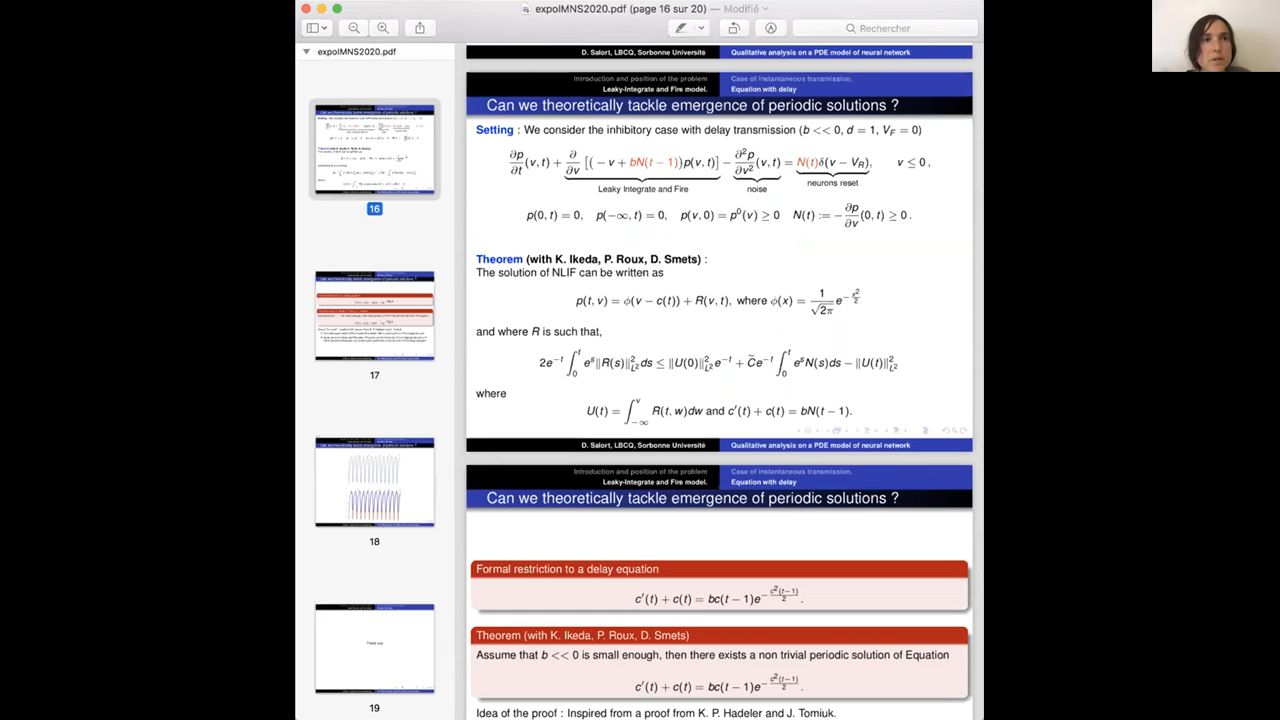 expoIMNS2020.pdf (page 16 sur 20) — Modifié
Rechercher
expoIMNS2020.pdf
16
17
18
Thank you
19
D. Salort, LBCQ, Sorbonne Université Qualitative analysis on a PDE model of neural network
Introduction and position of the problem Case of instantaneous transmission.
Leaky-Integrate and Fire model. Equation with delay
Can we theoretically tackle emergence of periodic solutions ?
Setting : We consider the inhibitory case with delay transmission (b << 0, d = 1, V_F = 0)
∂p/∂t (v, t) + ∂/∂v [(−v + bN(t − 1))p(v, t)] − ∂²p/∂v² (v, t) = N(t)δ(v − V_R), v ≤ 0,
Leaky Integrate and Fire noise neurons reset
p(0, t) = 0, p(−∞, t) = 0, p(v, 0) = p⁰(v) ≥ 0 N(t) := −∂p/∂v (0, t) ≥ 0.
Theorem (with K. Ikeda, P. Roux, D. Smets) :
The solution of NLIF can be written as
p(t, v) = ϕ(v − c(t)) + R(v, t), where ϕ(x) = 1/√2π e^{−x²/2}
and where R is such that,
2e^{−t} ∫_0^t e^s ‖R(s)‖²_{L²} ds ≤ ‖U(0)‖²_{L²} e^{−t} + C̃e^{−t} ∫_0^t e^s N(s)ds − ‖U(t)‖²_{L²}
where
U(t) = ∫_{−∞}^v R(t, w)dw and c′(t) + c(t) = bN(t − 1).
D. Salort, LBCQ, Sorbonne Université Qualitative analysis on a PDE model of neural network
Introduction and position of the problem Case of instantaneous transmission.
Leaky-Integrate and Fire model. Equation with delay
Can we theoretically tackle emergence of periodic solutions ?
Formal restriction to a delay equation
c′(t) + c(t) = bc(t − 1)e^{−c²(t−1)/2}.
Theorem (with K. Ikeda, P. Roux, D. Smets)
Assume that b << 0 is small enough, then there exists a non trivial periodic solution of Equation
c′(t) + c(t) = bc(t − 1)e^{−c²(t−1)/2}.
Idea of the proof : Inspired from a proof from K. P. Hadeler and J. Tomiuk.